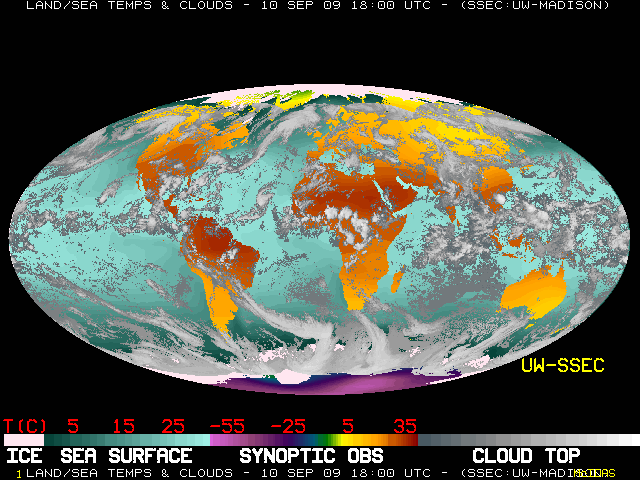 LAND/SEA TEMPS & CLOUDS - 10 SEP 09 18:00 UTC - (SSEC:UW-MADISON)
UW-SSEC
T(C) 5 15 25 -55 -25 5 35
ICE SEA SURFACE SYNOPTIC OBS CLOUD TOP
1 LAND/SEA TEMPS & CLOUDS - 10 SEP 09 18:00 UTC - (SSEC:UW-MADISON)